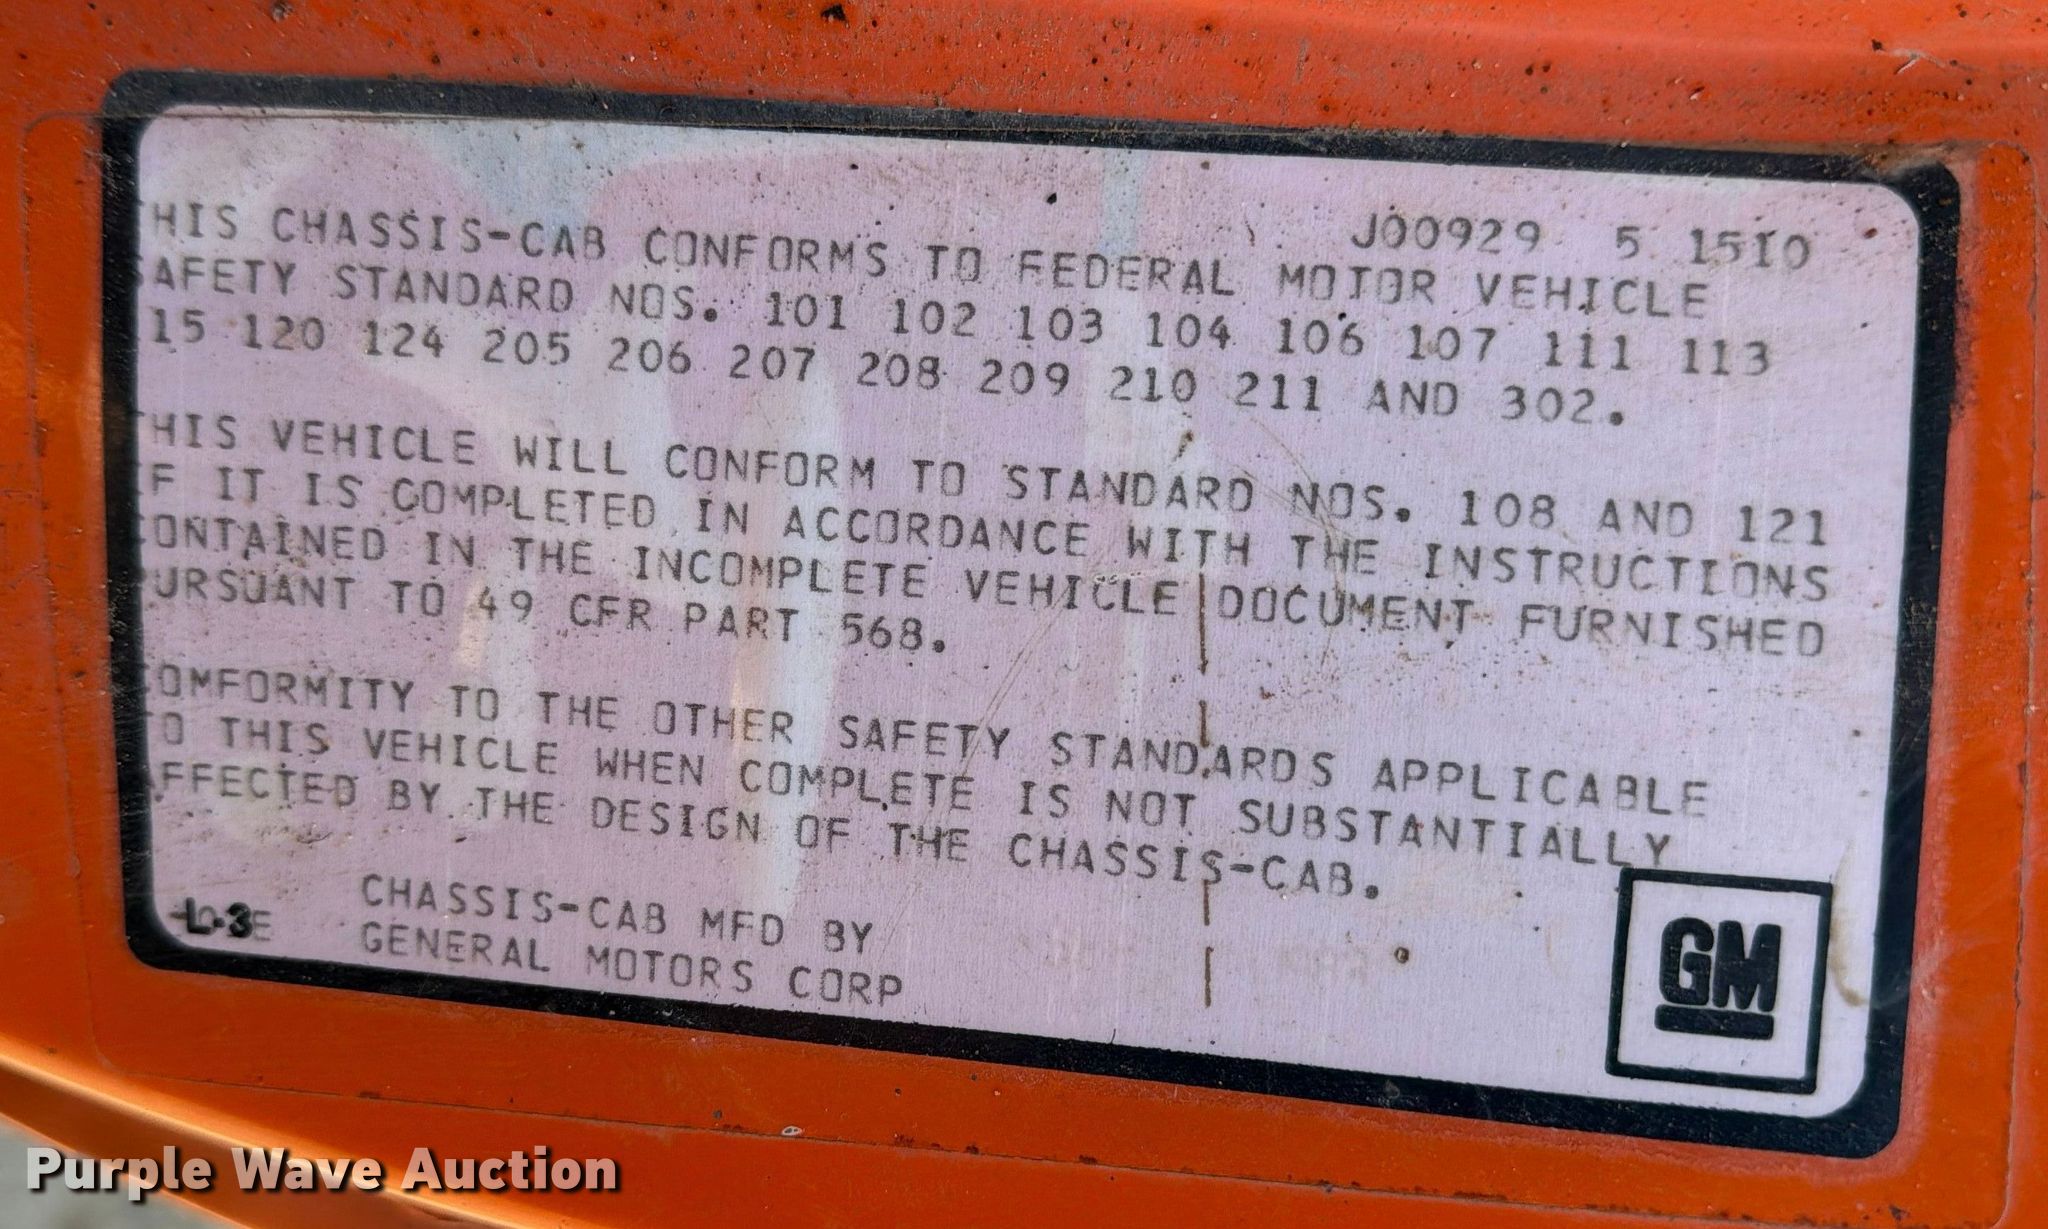 J00929 5 1510
HIS CHASSIS-CAB CONFORMS TO FEDERAL MOTOR VEHICLE
AFETY STANDARD NOS. 101 102 103 104 106 107 111 113
15 120 124 205 206 207 208 209 210 211 AND 302.
HIS VEHICLE WILL CONFORM TO STANDARD NOS. 108 AND 121
F IT IS COMPLETED IN ACCORDANCE WITH THE INSTRUCTIONS
ONTAINED IN THE INCOMPLETE VEHICLE DOCUMENT FURNISHED
URSUANT TO 49 CFR PART 568.
OMFORMITY TO THE OTHER SAFETY STANDARDS APPLICABLE
O THIS VEHICLE WHEN COMPLETE IS NOT SUBSTANTIALLY
FFECTED BY THE DESIGN OF THE CHASSIS-CAB.
CHASSIS-CAB MFD BY
GENERAL MOTORS CORP
GM
Purple Wave Auction